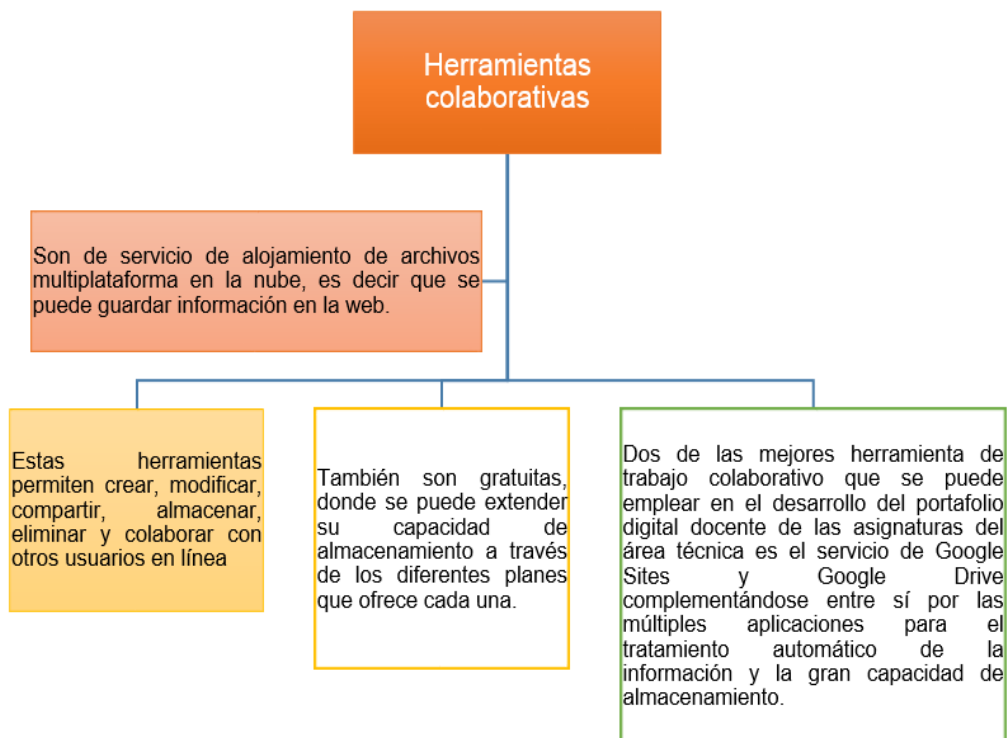 Herramientas
colaborativas
Son de servicio de alojamiento de archivos
multiplataforma en la nube, es decir que se
puede guardar información en la web.
Estas herramientas
permiten crear, modificar,
compartir, almacenar,
eliminar y colaborar con
otros usuarios en línea
También son gratuitas,
donde se puede extender
su capacidad de
almacenamiento a través
de los diferentes planes
que ofrece cada una.
Dos de las mejores herramienta de
trabajo colaborativo que se puede
emplear en el desarrollo del portafolio
digital docente de las asignaturas del
área técnica es el servicio de Google
Sites y Google Drive
complementándose entre sí por las
múltiples aplicaciones para el
tratamiento automático de la
información y la gran capacidad de
almacenamiento.